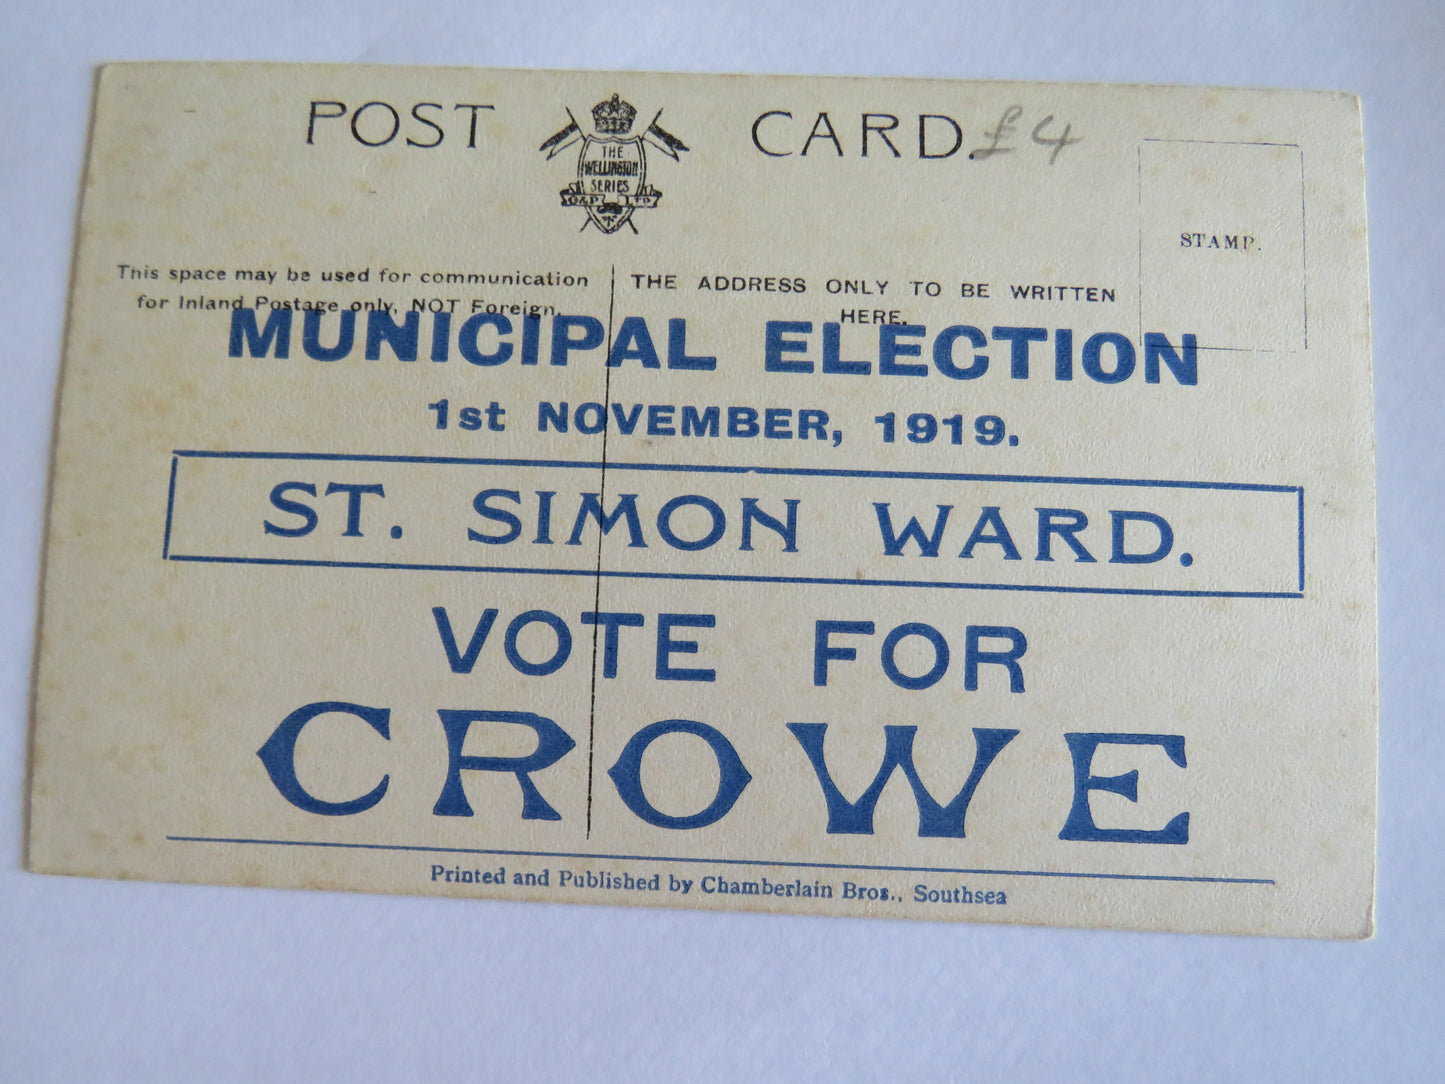 POST CARD. £4
THE
WELLINGTON
SERIES
G&P LTD
STAMP.
This space may be used for communication
for Inland Postage only, NOT Foreign.
THE ADDRESS ONLY TO BE WRITTEN
HERE.
MUNICIPAL ELECTION
1st NOVEMBER, 1919.
ST. SIMON WARD.
VOTE FOR
CROWE
Printed and Published by Chamberlain Bros., Southsea